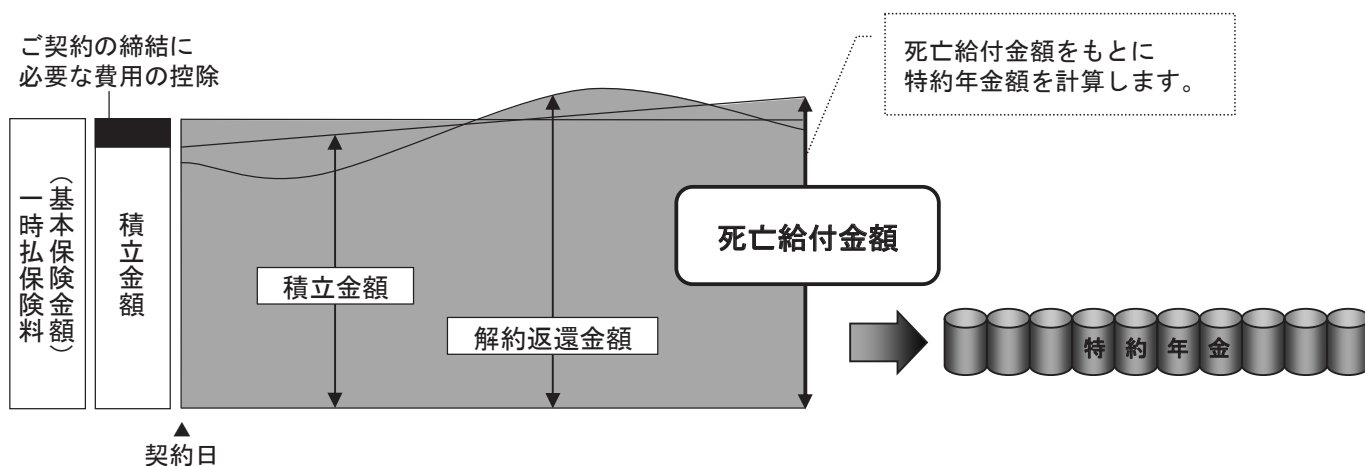 ご契約の締結に
必要な費用の控除
死亡給付金額をもとに
特約年金額を計算します。
一時払保険料
（基本保険金額）
積立金額
積立金額
解約返還金額
死亡給付金額
特約年金
▲
契約日